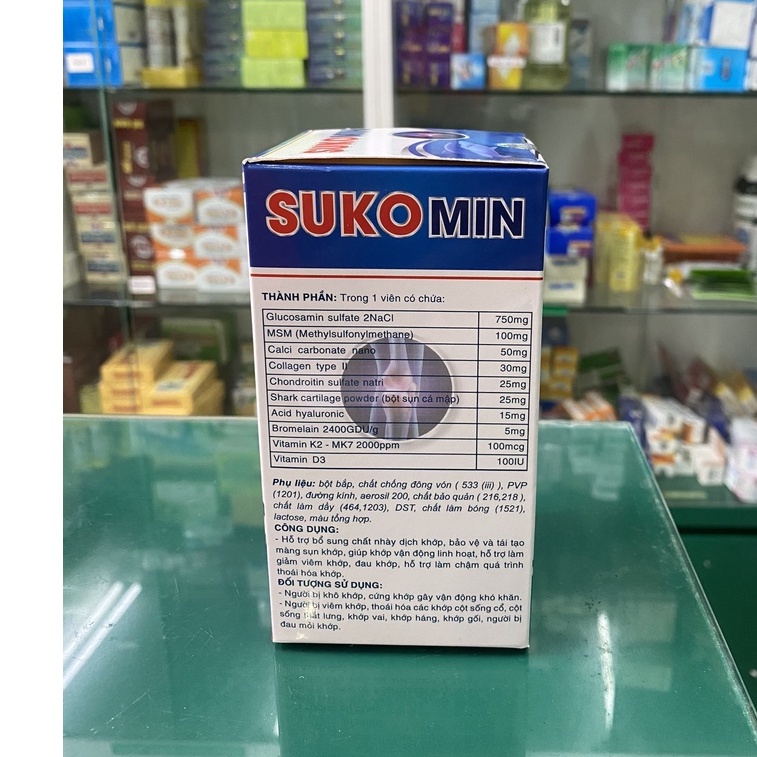 SUKOMIN
THÀNH PHẦN: Trong 1 viên có chứa:
Glucosamin sulfate 2NaCl 750mg
MSM (Methylsulfonylmethane) 100mg
Calci carbonate nano 50mg
Collagen type II 30mg
Chondroitin sulfate natri 25mg
Shark cartilage powder (bột sụn cá mập) 25mg
Acid hyaluronic 15mg
Bromelain 2400GDU/g 5mg
Vitamin K2 - MK7 2000ppm 100mcg
Vitamin D3 100IU
Phụ liệu: bột bắp, chất chống đông vón ( 533 (iii) ), PVP
(1201), đường kính, aerosil 200, chất bảo quản ( 216,218 ),
chất làm dầy (464,1203), DST, chất làm bóng (1521),
lactose, màu tổng hợp.
CÔNG DỤNG:
- Hỗ trợ bổ sung chất nhày dịch khớp, bảo vệ và tái tạo
màng sụn khớp, giúp khớp vận động linh hoạt, hỗ trợ làm
giảm viêm khớp, đau khớp, hỗ trợ làm chậm quá trình
thoái hóa khớp.
ĐỐI TƯỢNG SỬ DỤNG:
- Người bị khô khớp, cứng khớp gây vận động khó khăn.
- Người bị viêm khớp, thoái hóa các khớp cột sống cổ, cột
sống thắt lưng, khớp vai, khớp háng, khớp gối, người bị
đau mỏi khớp.